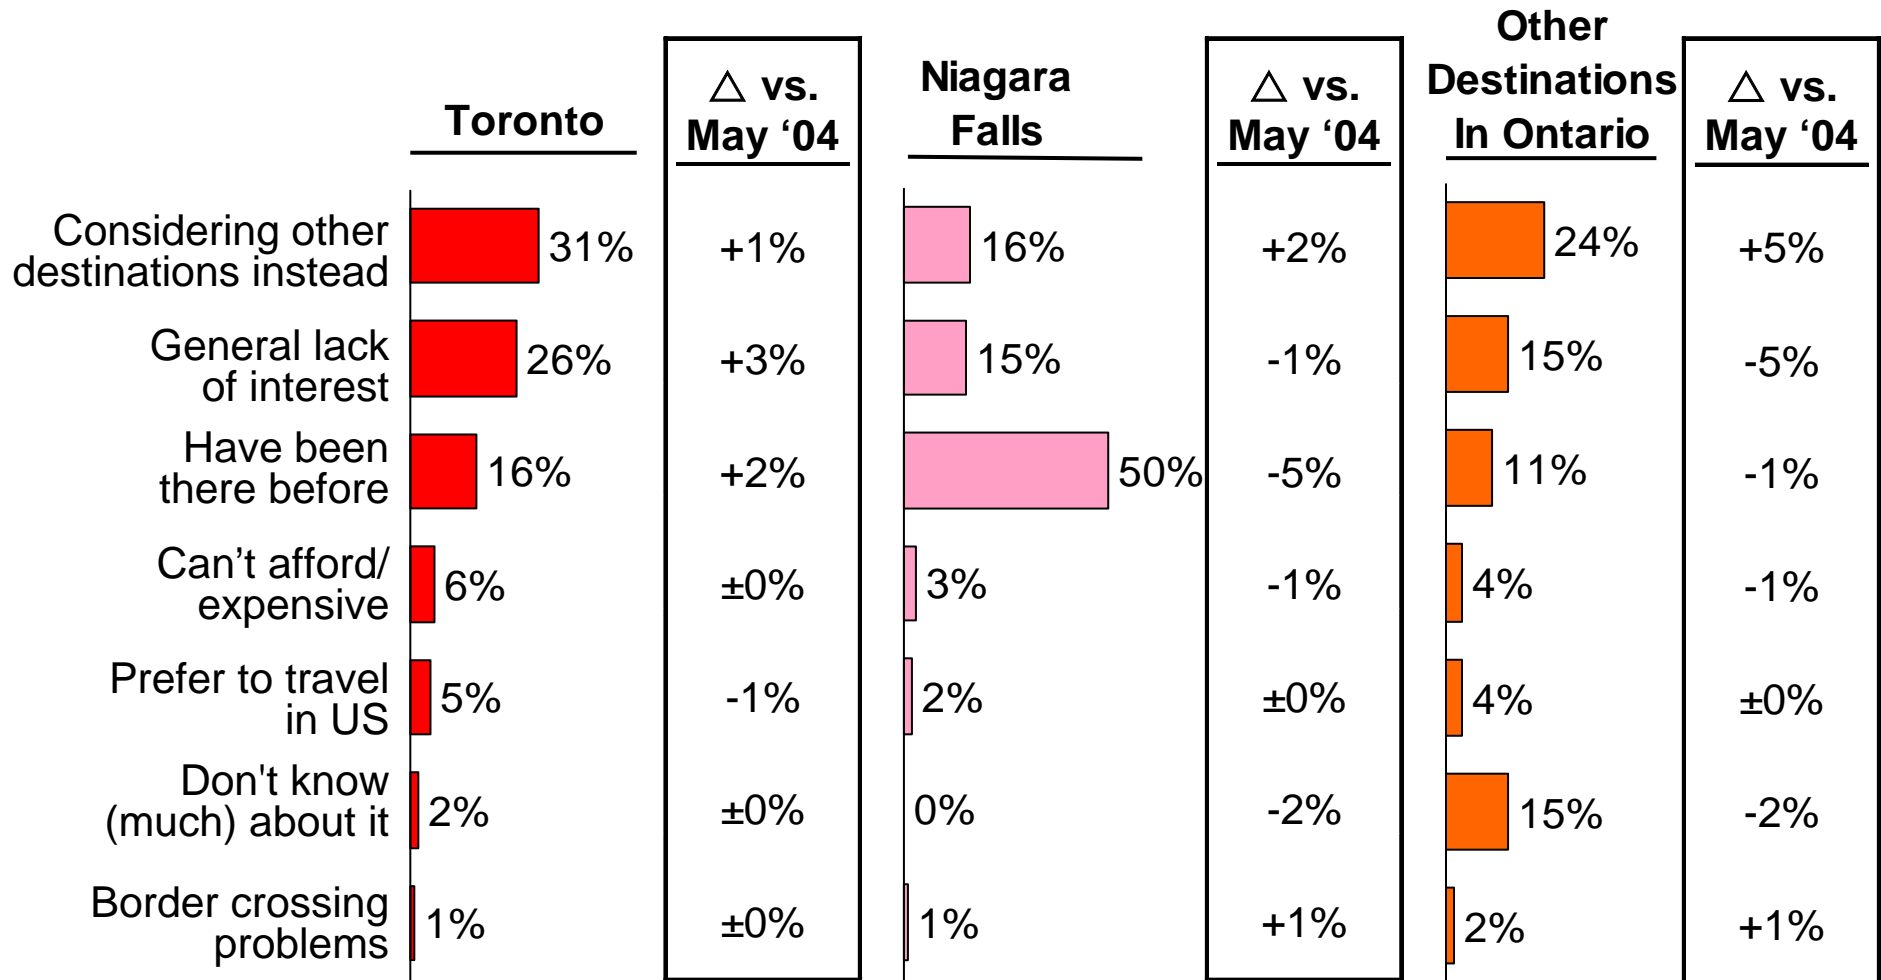 Toronto
△ vs.
May ‘04
Niagara
Falls
△ vs.
May ‘04
Other
Destinations
In Ontario
△ vs.
May ‘04
Considering other
destinations instead
31%
+1%
16%
+2%
24%
+5%
General lack
of interest
26%
+3%
15%
-1%
15%
-5%
Have been
there before
16%
+2%
50%
-5%
11%
-1%
Can’t afford/
expensive
6%
±0%
3%
-1%
4%
-1%
Prefer to travel
in US
5%
-1%
2%
±0%
4%
±0%
Don't know
(much) about it
2%
±0%
0%
-2%
15%
-2%
Border crossing
problems
1%
±0%
1%
+1%
2%
+1%